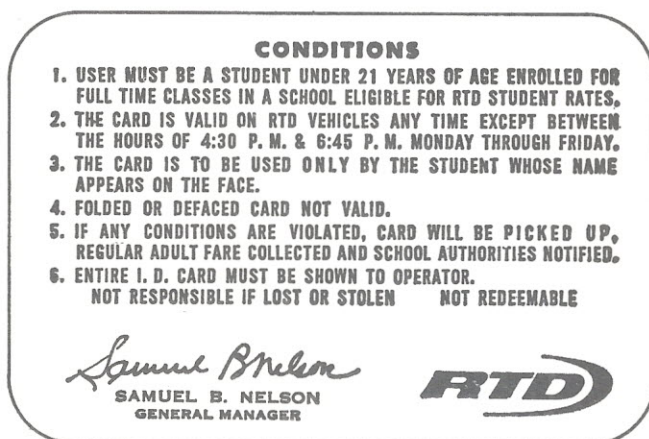 CONDITIONS
1. USER MUST BE A STUDENT UNDER 21 YEARS OF AGE ENROLLED FOR
FULL TIME CLASSES IN A SCHOOL ELIGIBLE FOR RTD STUDENT RATES.
2. THE CARD IS VALID ON RTD VEHICLES ANY TIME EXCEPT BETWEEN
THE HOURS OF 4:30 P. M. & 6:45 P. M. MONDAY THROUGH FRIDAY.
3. THE CARD IS TO BE USED ONLY BY THE STUDENT WHOSE NAME
APPEARS ON THE FACE.
4. FOLDED OR DEFACED CARD NOT VALID.
5. IF ANY CONDITIONS ARE VIOLATED, CARD WILL BE PICKED UP,
REGULAR ADULT FARE COLLECTED AND SCHOOL AUTHORITIES NOTIFIED.
6. ENTIRE I. D. CARD MUST BE SHOWN TO OPERATOR.
NOT RESPONSIBLE IF LOST OR STOLEN NOT REDEEMABLE
Samuel B Nelson
SAMUEL B. NELSON
GENERAL MANAGER
RTD